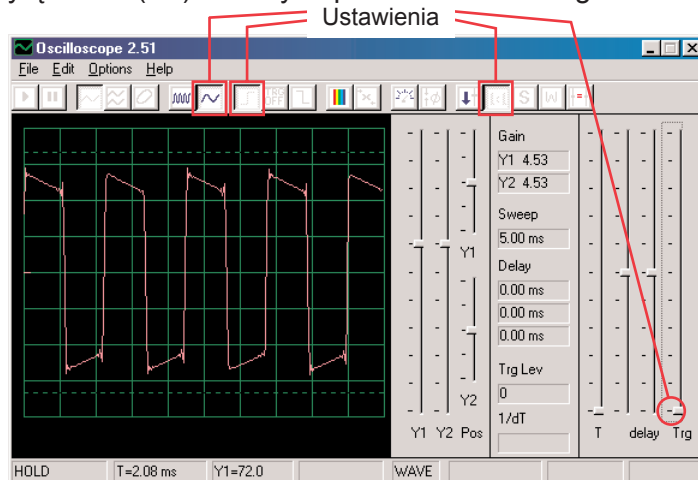 Ustawienia
Oscilloscope 2.51
File Edit Options Help
TRG OFF
S
W
Gain
Y1 4.53
Y2 4.53
Sweep
5.00 ms
Delay
0.00 ms
0.00 ms
0.00 ms
Trg Lev
0
1/dT
Y1
Y2
Y1 Y2 Pos
T delay Trg
HOLD T=2.08 ms Y1=72.0 WAVE